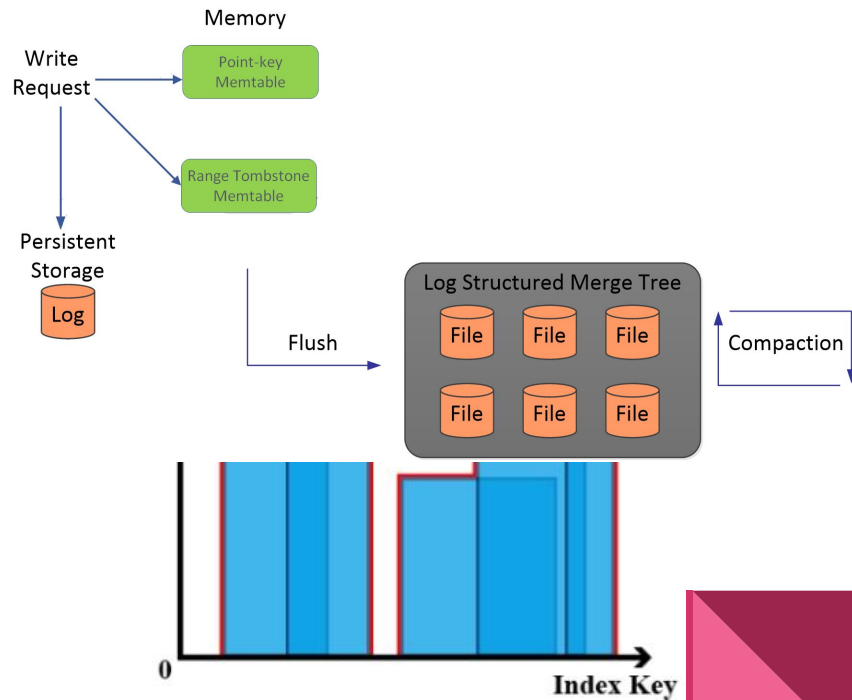 Memory
Write
Request
Point-key
Memtable
Range Tombstone
Memtable
Persistent
Storage
Log
Flush
Log Structured Merge Tree
File
File
File
File
File
File
Compaction
0
Index Key